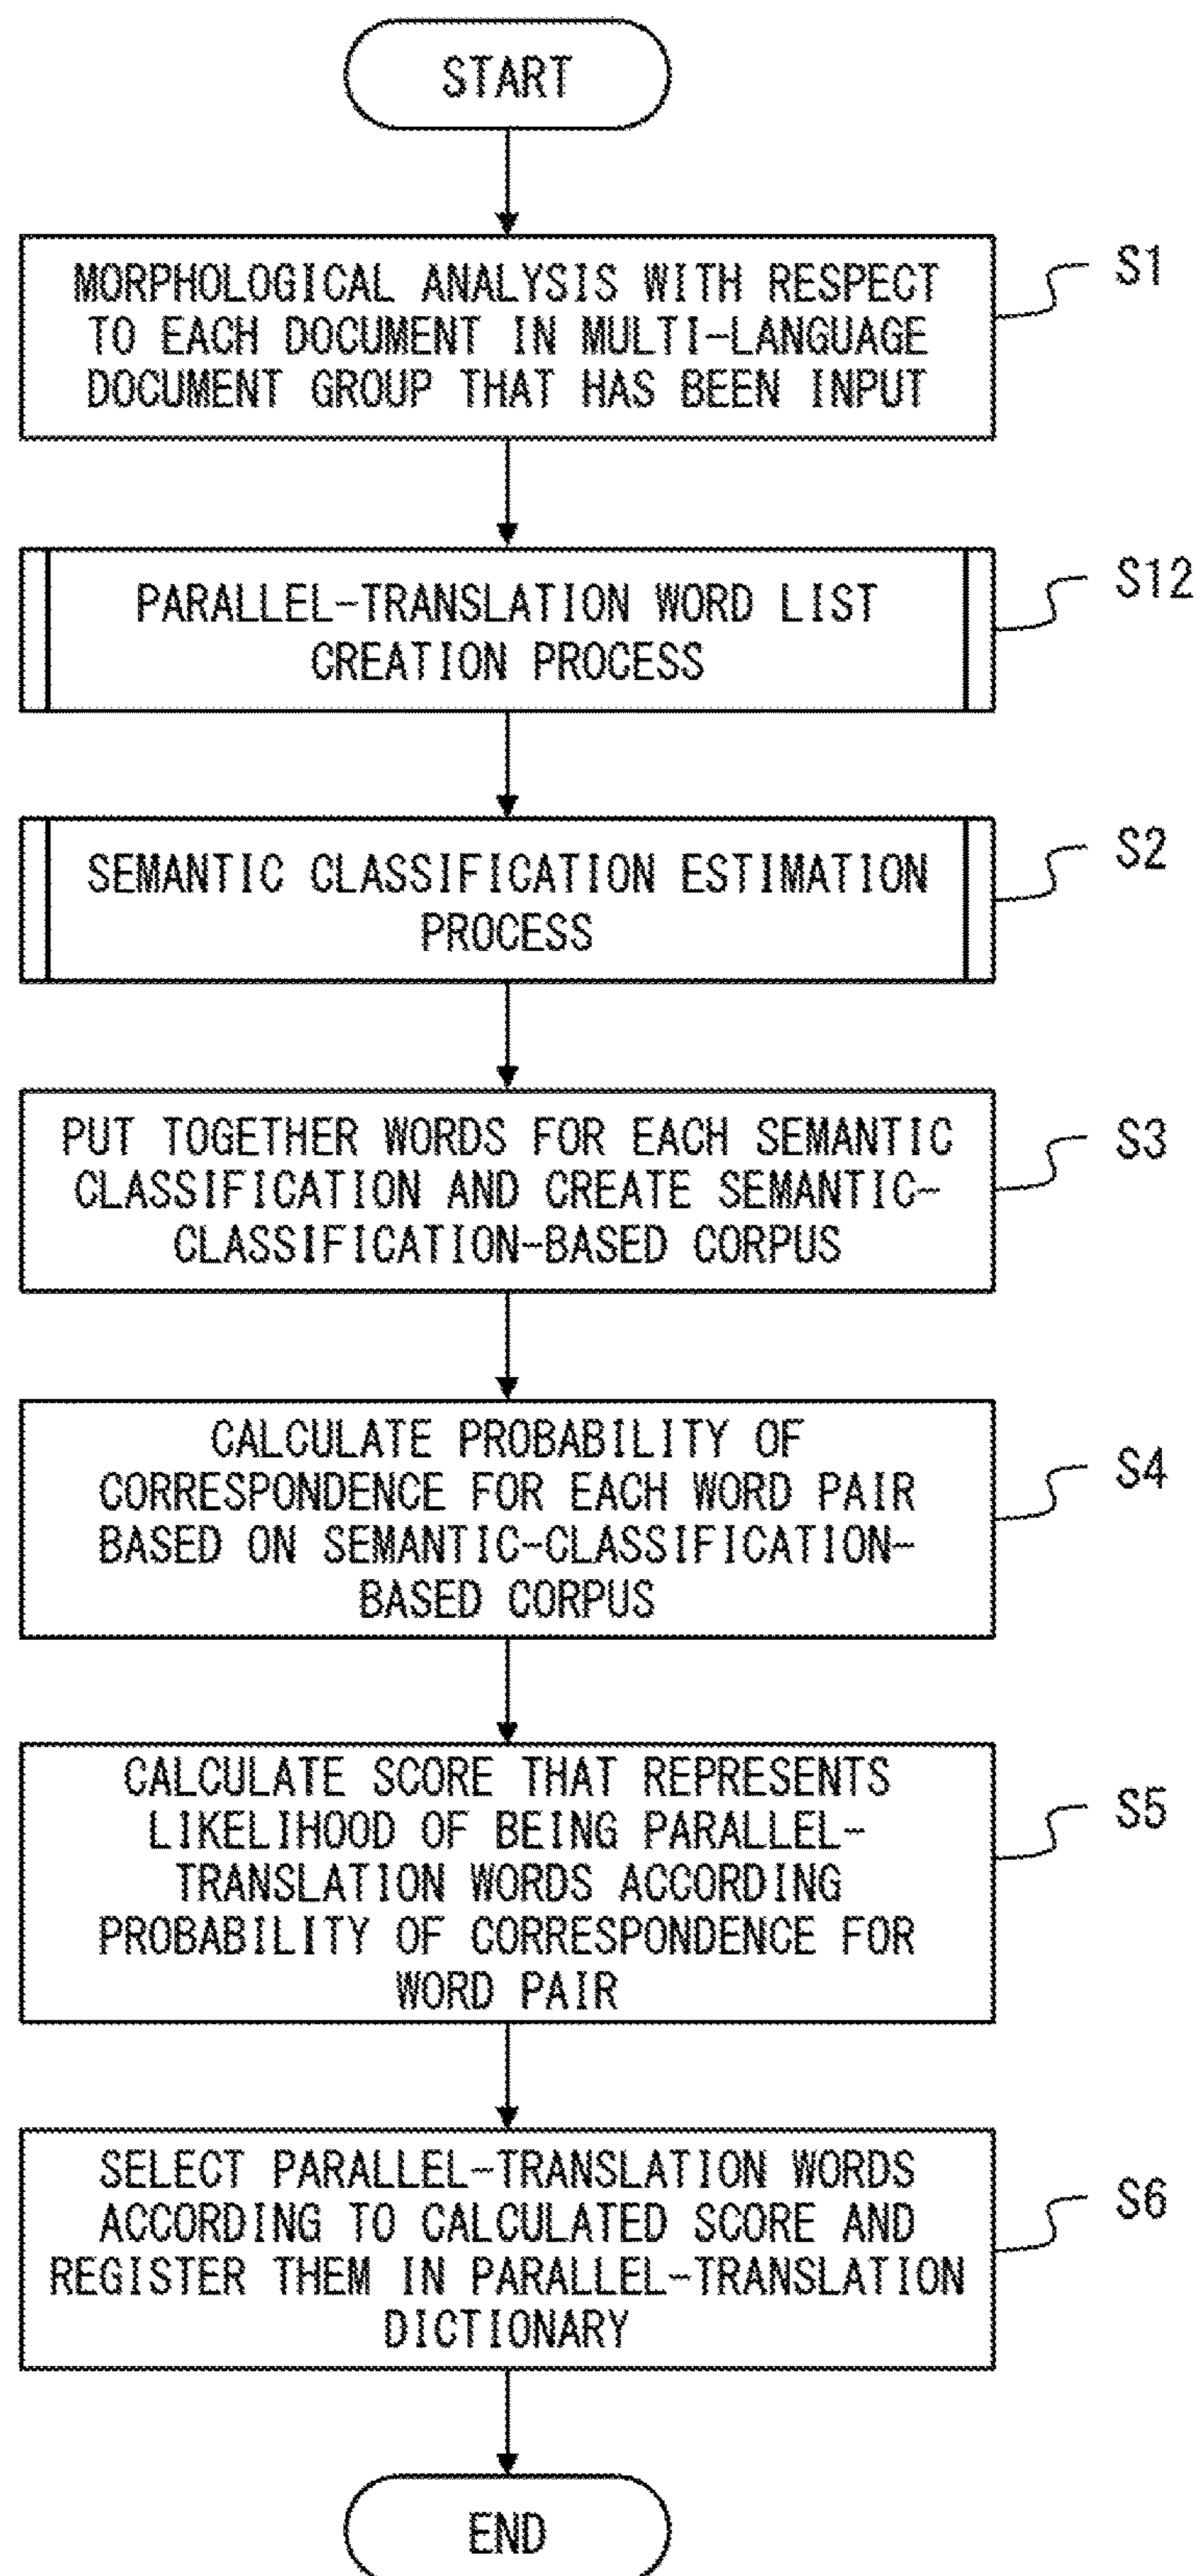 START
MORPHOLOGICAL ANALYSIS WITH RESPECT
TO EACH DOCUMENT IN MULTI-LANGUAGE
DOCUMENT GROUP THAT HAS BEEN INPUT
S1
PARALLEL-TRANSLATION WORD LIST
CREATION PROCESS
S12
SEMANTIC CLASSIFICATION ESTIMATION
PROCESS
S2
PUT TOGETHER WORDS FOR EACH SEMANTIC
CLASSIFICATION AND CREATE SEMANTIC-
CLASSIFICATION-BASED CORPUS
S3
CALCULATE PROBABILITY OF
CORRESPONDENCE FOR EACH WORD PAIR
BASED ON SEMANTIC-CLASSIFICATION-
BASED CORPUS
S4
CALCULATE SCORE THAT REPRESENTS
LIKELIHOOD OF BEING PARALLEL-
TRANSLATION WORDS ACCORDING
PROBABILITY OF CORRESPONDENCE FOR
WORD PAIR
S5
SELECT PARALLEL-TRANSLATION WORDS
ACCORDING TO CALCULATED SCORE AND
REGISTER THEM IN PARALLEL-TRANSLATION
DICTIONARY
S6
END